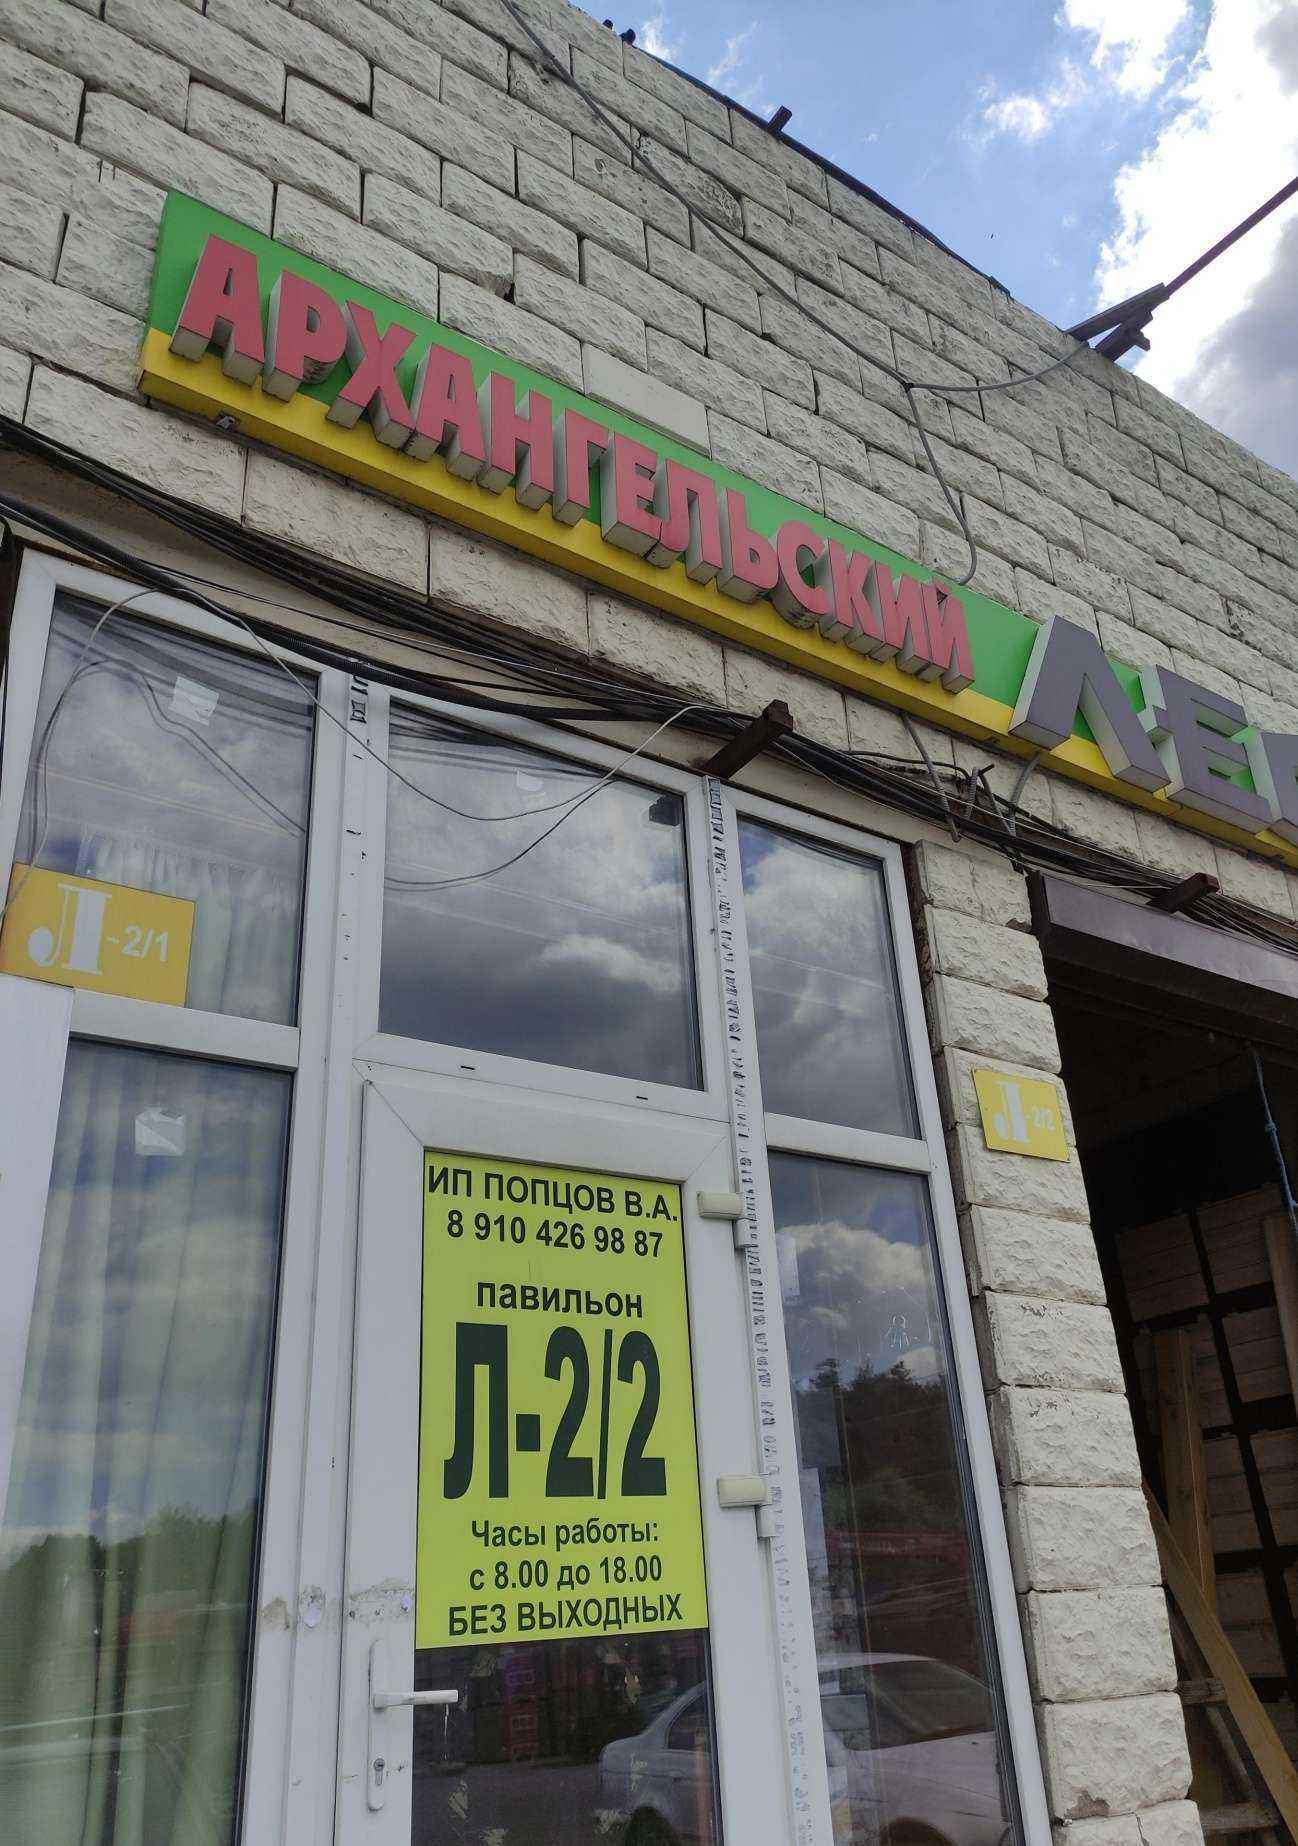 АРХАНГЕЛЬСКИЙ
Л-2/1
Л-2/2
ИП ПОПЦОВ В.А.
8 910 426 98 87
павильон
Л-2/2
Часы работы:
с 8.00 до 18.00
БЕЗ ВЫХОДНЫХ